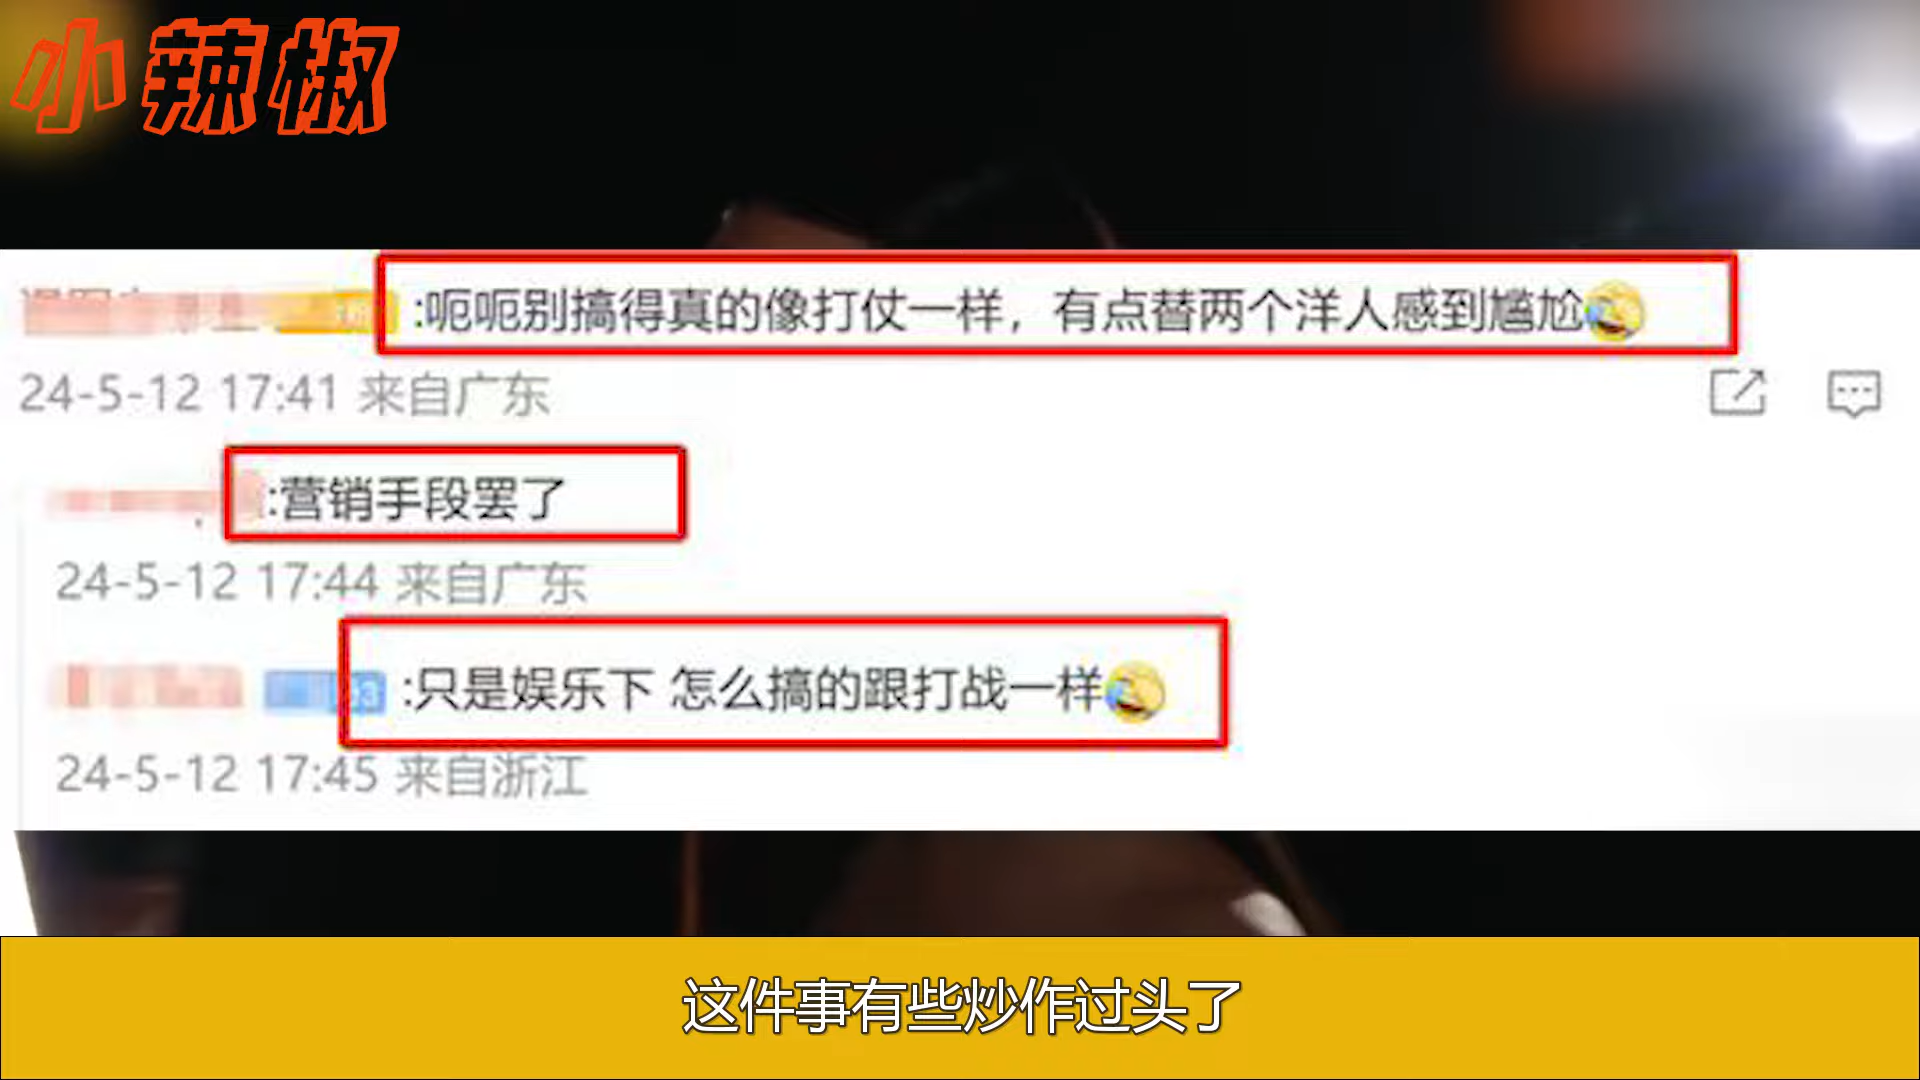 小辣椒
:呃呃别搞得真的像打仗一样，有点替两个洋人感到尴尬😂
24-5-12 17:41 来自广东
:营销手段罢了
24-5-12 17:44 来自广东
:只是娱乐下 怎么搞的跟打战一样😂
24-5-12 17:45 来自浙江
这件事有些炒作过头了